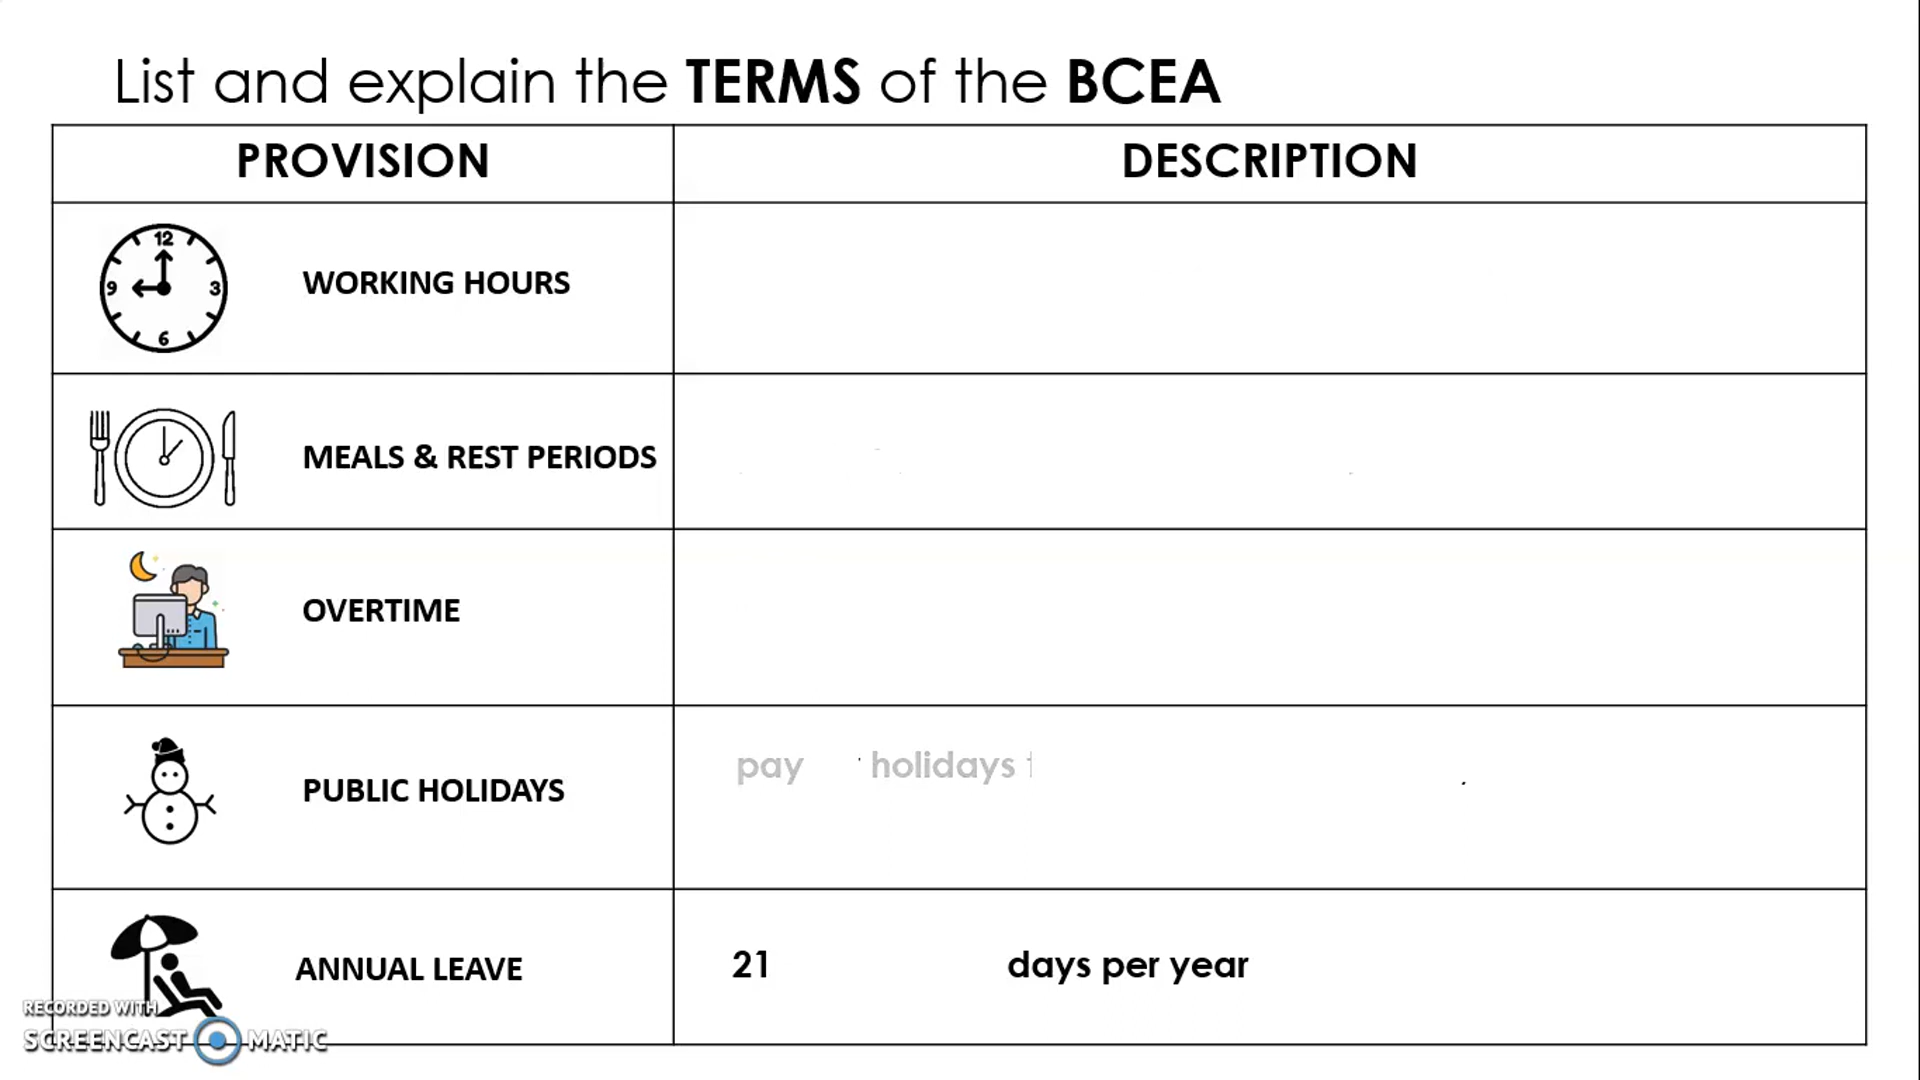 List and explain the TERMS of the BCEA
PROVISION DESCRIPTION
12
9 3
6
WORKING HOURS
MEALS & REST PERIODS
OVERTIME
pay holidays
PUBLIC HOLIDAYS
ANNUAL LEAVE 21 days per year
RECORDED WITH
SCREENCAST MATIC